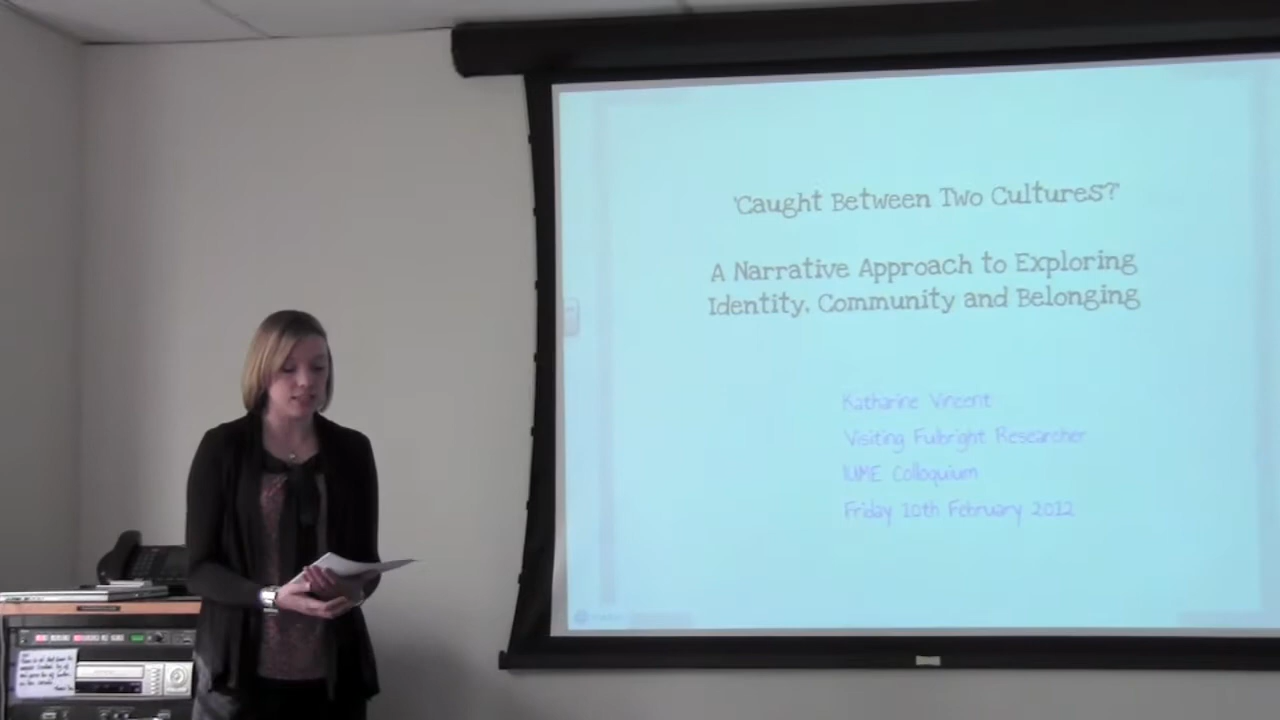 'Caught Between Two Cultures?'
A Narrative Approach to Exploring
Identity, Community and Belonging
Katharine Vincent
Visiting Fulbright Researcher
IUME Colloquium
Friday 10th February 2012